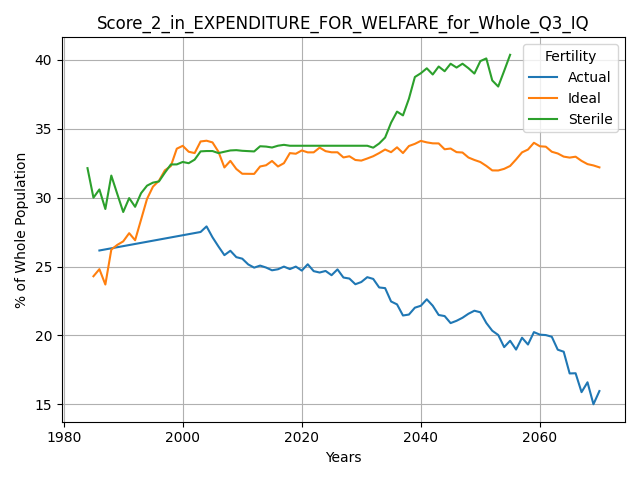 Score_2_in_EXPENDITURE_FOR_WELFARE_for_Whole_Q3_IQ
Fertility
Actual
Ideal
Sterile
% of Whole Population
40
35
30
25
20
15
1980
2000
2020
2040
2060
Years